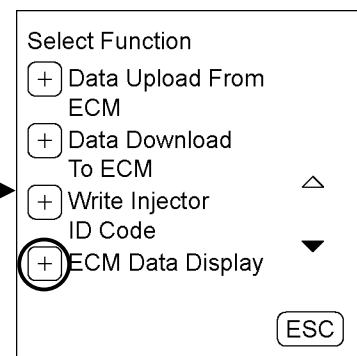 Select Function
+ Data Upload From
ECM
+ Data Download
To ECM
+ Write Injector
ID Code
+ ECM Data Display
ESC